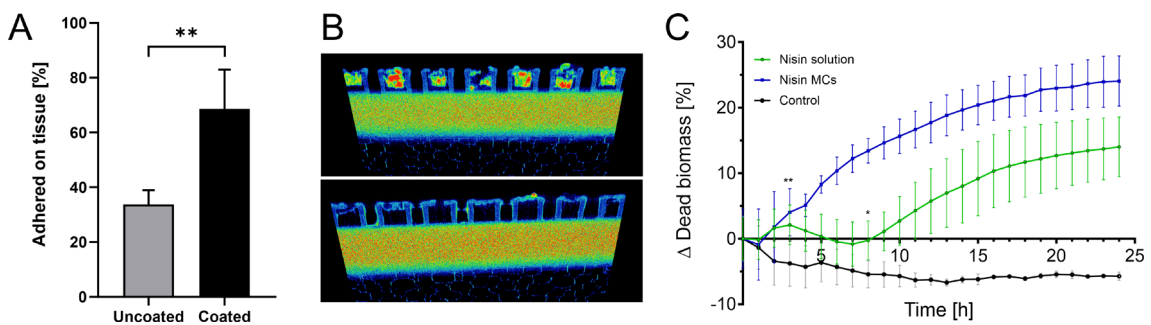 A
Adhered on tissue [%]
100
80
60
40
20
0
**
Uncoated Coated
B
C
Δ Dead biomass [%]
30
20
10
0
-10
Nisin solution
Nisin MCs
Control
**
*
5 10 15 20 25
Time [h]